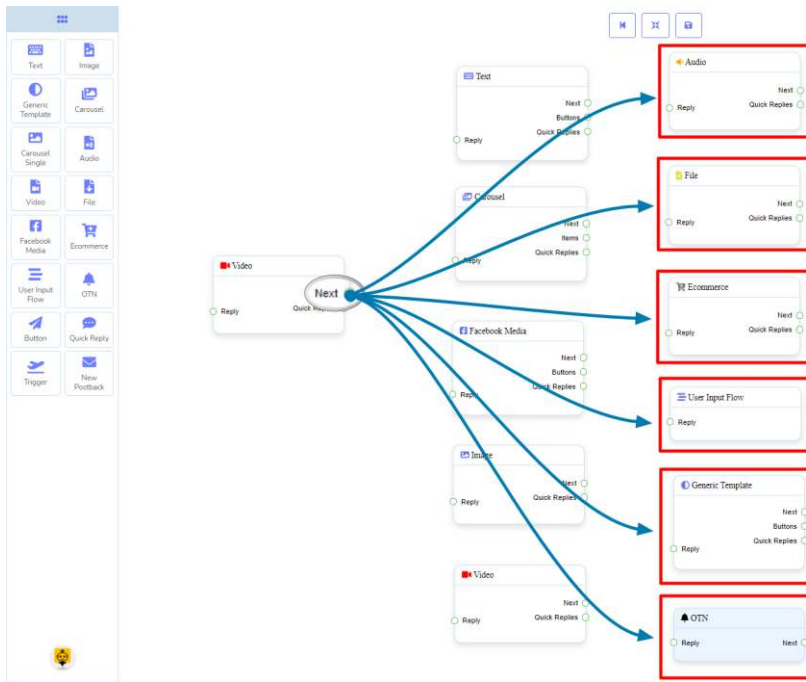 Text
Image
Generic
Template
Carousel
Carousel
Single
Audio
Video
File
Facebook
Media
Ecommerce
User Input
Flow
OTN
Button
Quick Reply
Trigger
New
Postback
Video
Next
Reply
Quick Replies
Text
Next
Buttons
Quick Replies
Reply
Carousel
Next
Items
Quick Replies
Reply
Facebook Media
Next
Buttons
Quick Replies
Reply
Image
Next
Reply
Quick Replies
Video
Next
Reply
Quick Replies
Audio
Next
Reply
Quick Replies
File
Next
Reply
Quick Replies
Ecommerce
Next
Reply
Quick Replies
User Input Flow
Reply
Generic Template
Next
Buttons
Quick Replies
Reply
OTN
Reply
Next